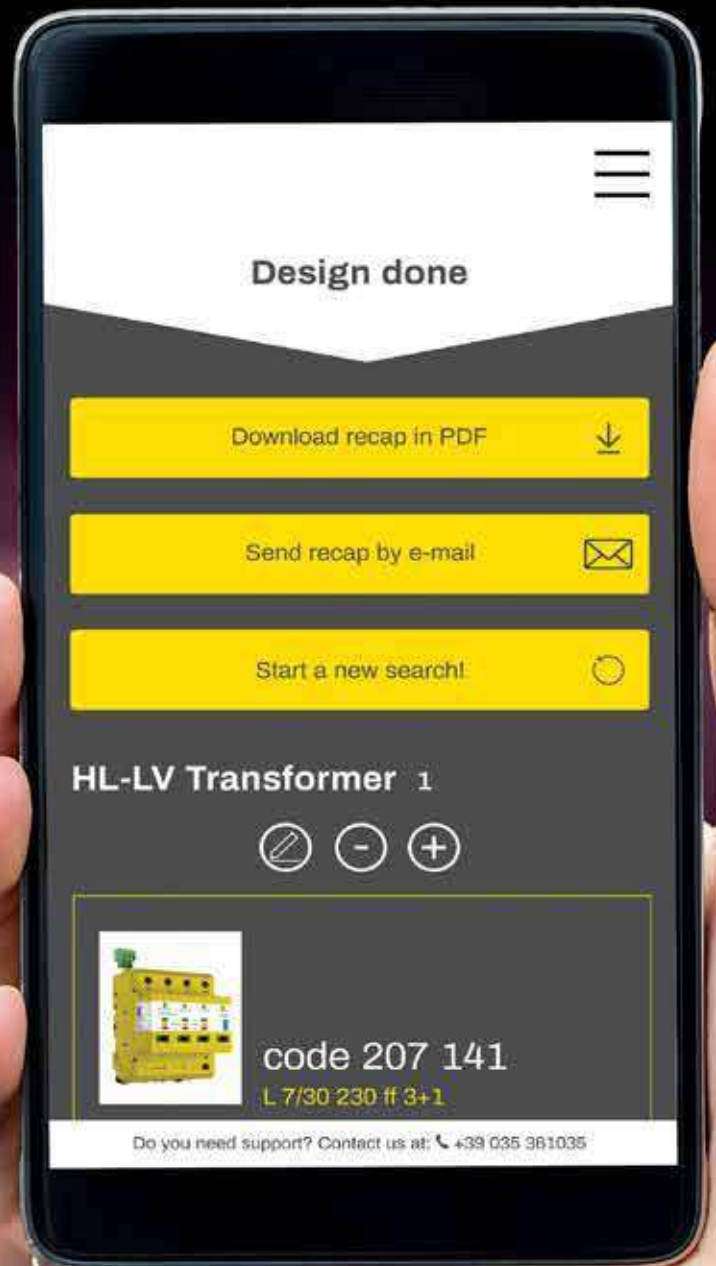 Design done
Download recap in PDF
Send recap by e-mail
Start a new search!
HL-LV Transformer 1
code 207 141
L 7/30 230 ff 3+1
Do you need support? Contact us at: +39 035 361035